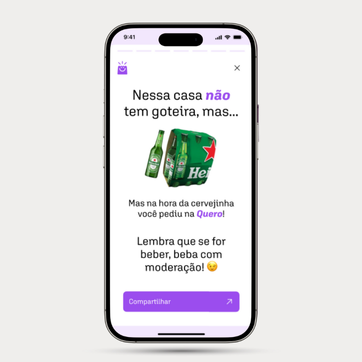 9:41
Nessa casa não
tem goteira, mas...
Hei
Mas na hora da cervejinha
você pediu na Quero!
Lembra que se for
beber, beba com
moderação! 😉
Compartilhar